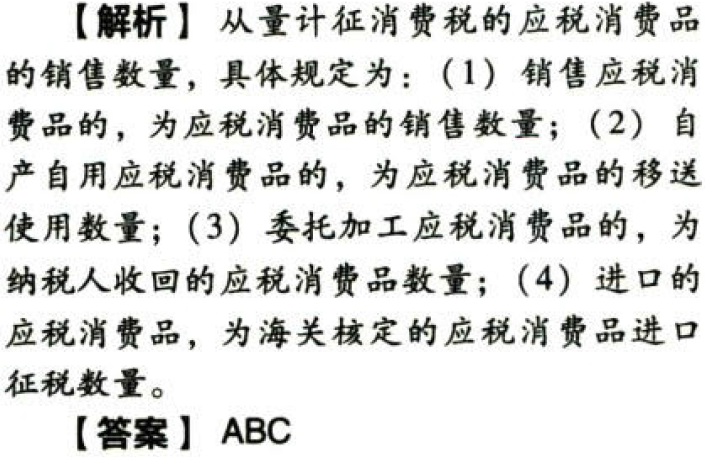 【解析】 从量计征消费税的应税消费品
的销售数量，具体规定为：（1）销售应税消
费品的，为应税消费品的销售数量；（2）自
产自用应税消费品的，为应税消费品的移送
使用数量；（3）委托加工应税消费品的，为
纳税人收回的应税消费品数量；（4）进口的
应税消费品，为海关核定的应税消费品进口
征税数量。
【答案】 ABC